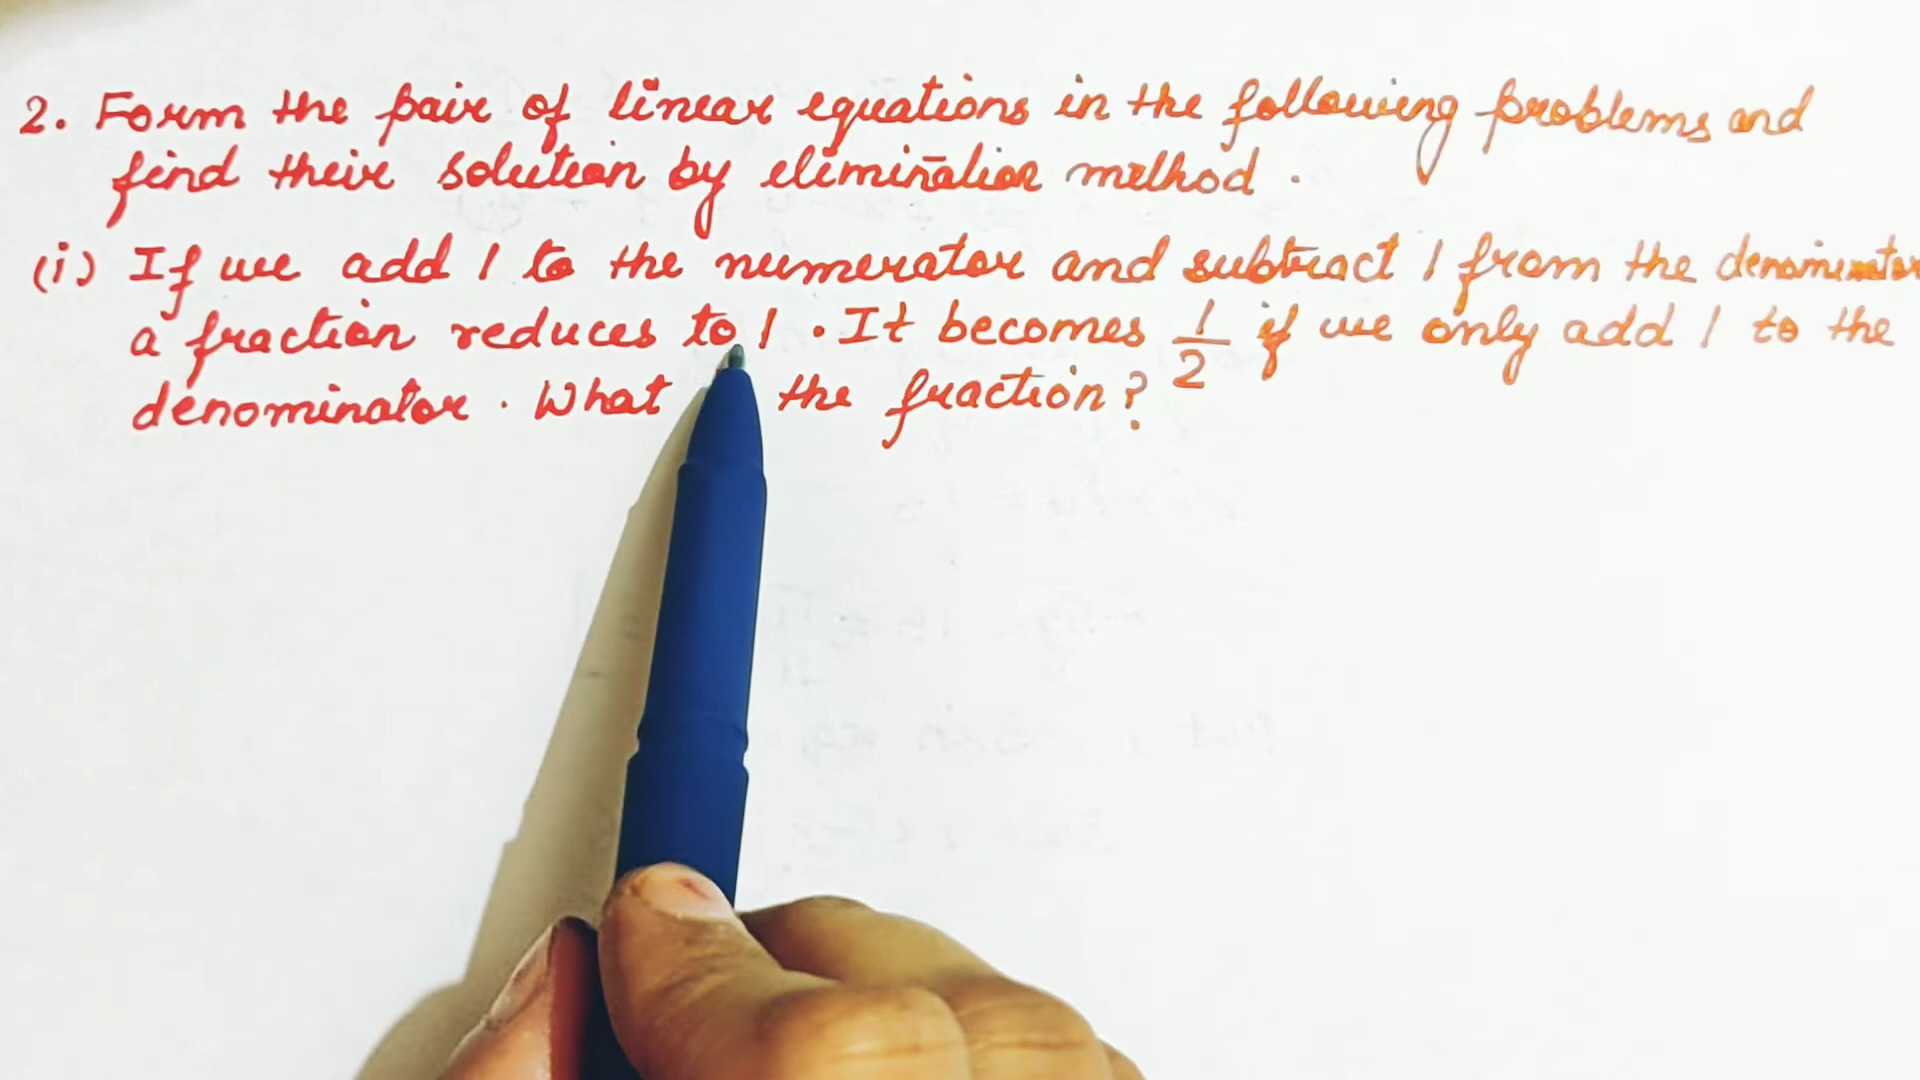 2. Form the pair of linear equations in the following problems and
find their solution by elimination method.
(i) If we add 1 to the numerator and subtract 1 from the denominator
a fraction reduces to 1. It becomes 1/2 if we only add 1 to the
denominator. What the fraction?